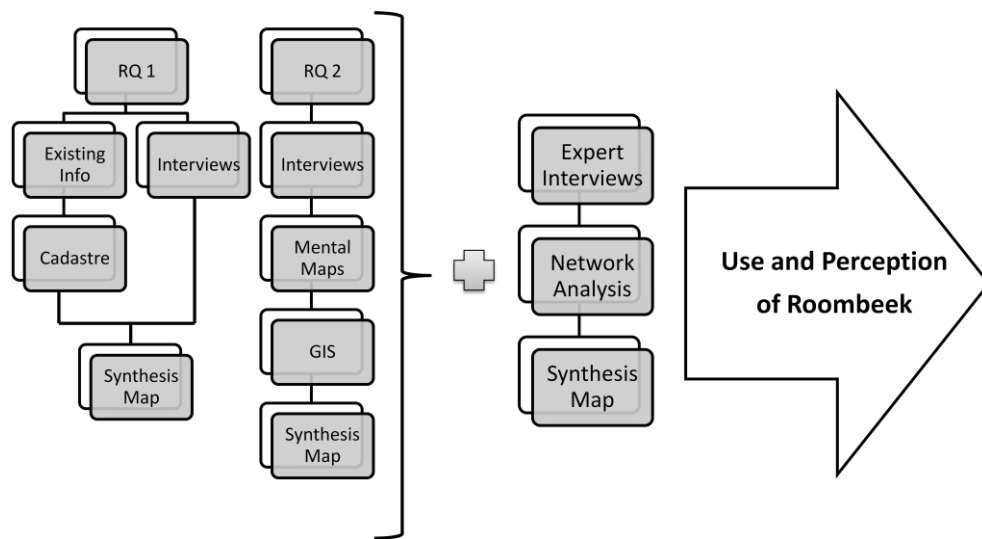 RQ 1
Existing
Info
Interviews
Cadastre
Synthesis
Map
RQ 2
Interviews
Mental
Maps
GIS
Synthesis
Map
Expert
Interviews
Network
Analysis
Synthesis
Map
Use and Perception
of Roombeek